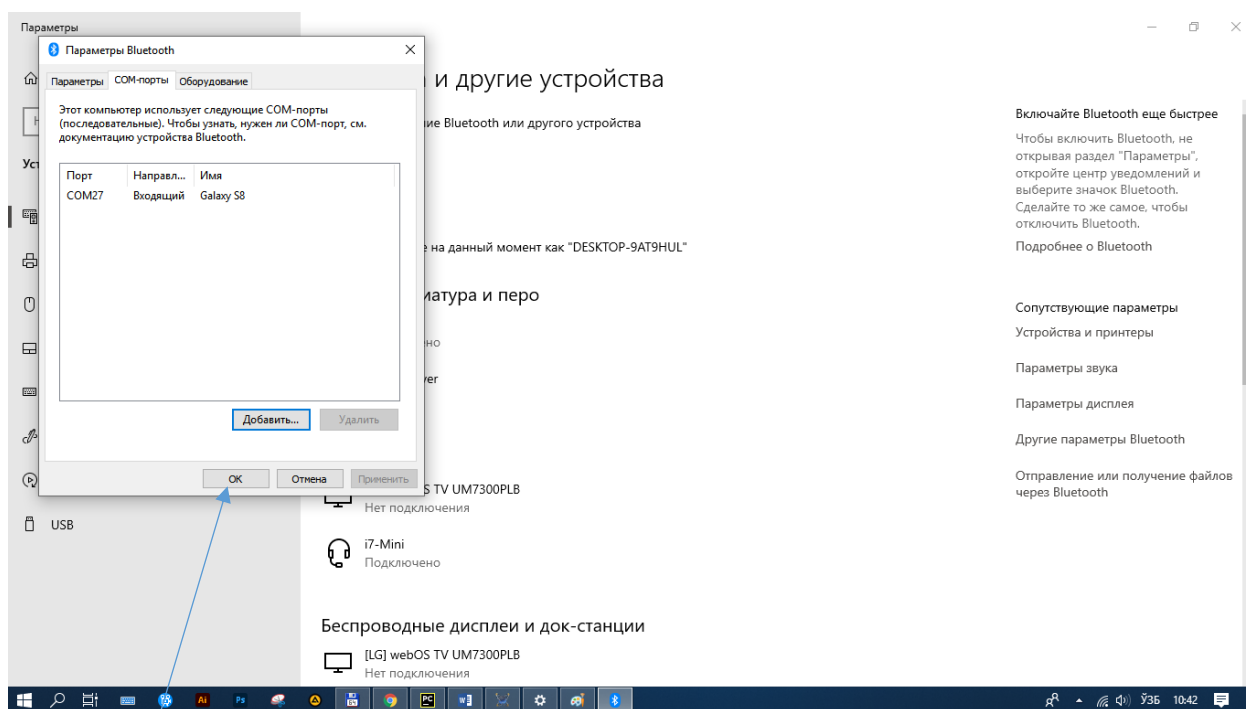 Параметры
Параметры Bluetooth
Параметры COM-порты Оборудование
Этот компьютер использует следующие COM-порты
(последовательные). Чтобы узнать, нужен ли COM-порт, см.
документацию устройства Bluetooth.
Порт Направл... Имя
COM27 Входящий Galaxy S8
Добавить... Удалить
ОК Отмена Применить
Уст
USB
и другие устройства
ие Bluetooth или другого устройства
на данный момент как "DESKTOP-9AT9HUL"
иатура и перо
но
ver
S TV UM7300PLB
Нет подключения
i7-Mini
Подключено
Беспроводные дисплеи и док-станции
[LG] webOS TV UM7300PLB
Нет подключения
Включайте Bluetooth еще быстрее
Чтобы включить Bluetooth, не
открывая раздел "Параметры",
откройте центр уведомлений и
выберите значок Bluetooth.
Сделайте то же самое, чтобы
отключить Bluetooth.
Подробнее о Bluetooth
Сопутствующие параметры
Устройства и принтеры
Параметры звука
Параметры дисплея
Другие параметры Bluetooth
Отправление или получение файлов
через Bluetooth
Ai Ps PC W ЎЗБ 10:42